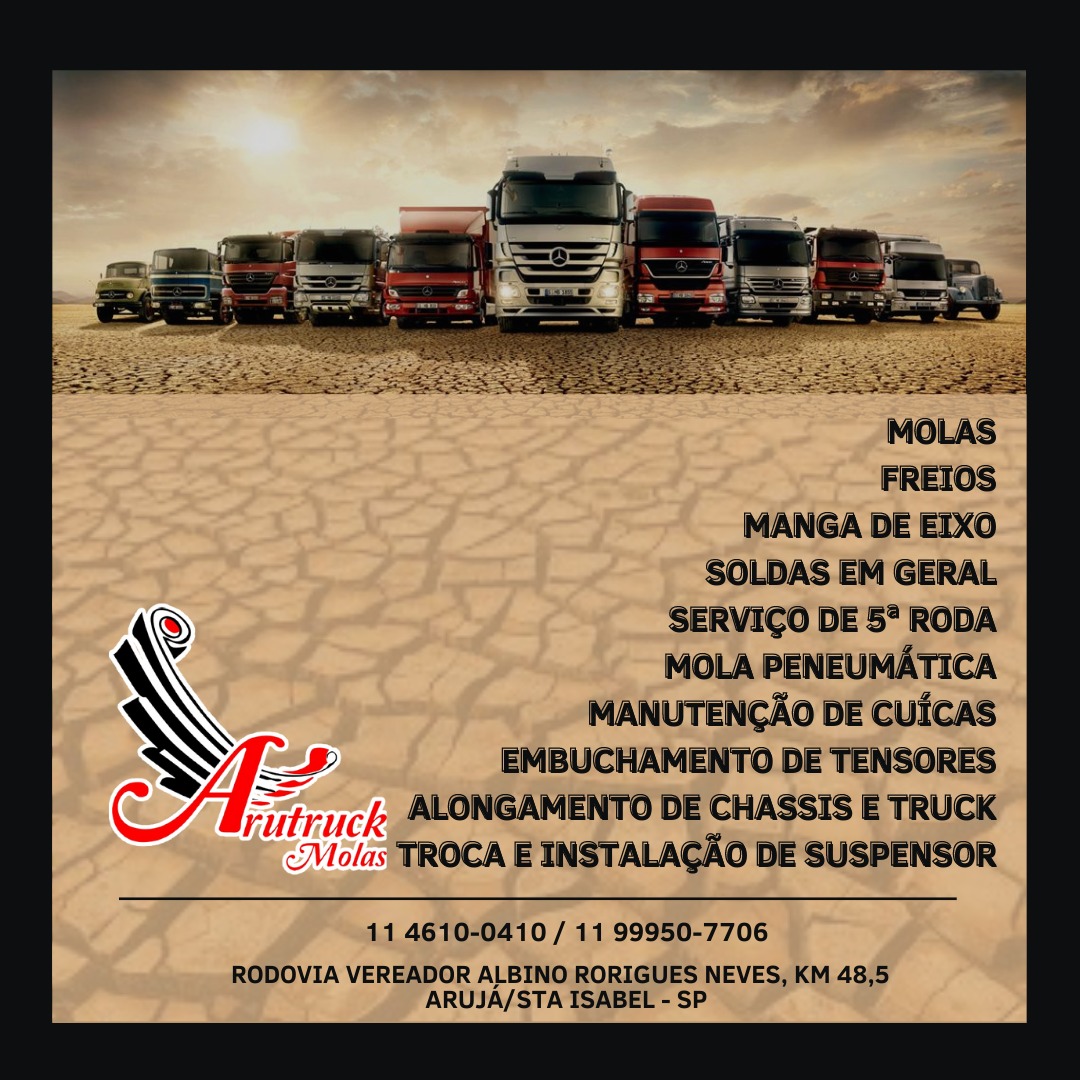 MOLAS
FREIOS
MANGA DE EIXO
SOLDAS EM GERAL
SERVIÇO DE 5ª RODA
MOLA PENEUMÁTICA
MANUTENÇÃO DE CUÍCAS
EMBUCHAMENTO DE TENSORES
ALONGAMENTO DE CHASSIS E TRUCK
TROCA E INSTALAÇÃO DE SUSPENSOR
Arutruck
Molas
11 4610-0410 / 11 99950-7706
RODOVIA VEREADOR ALBINO RORIGUES NEVES, KM 48,5
ARUJÁ/STA ISABEL - SP